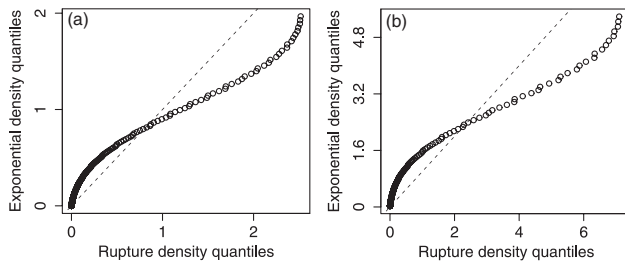 (a)
Exponential density quantiles
2
1
0
0 1 2
Rupture density quantiles
(b)
Exponential density quantiles
4.8
3.2
1.6
0
0 2 4 6
Rupture density quantiles